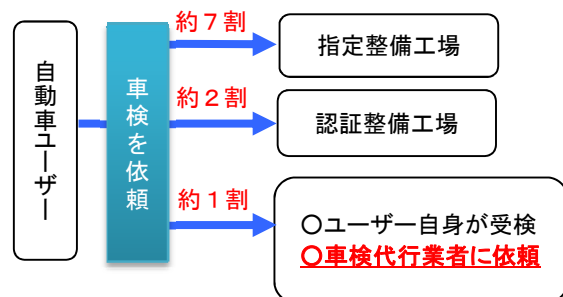 自動車ユーザー
車検を依頼
約７割
指定整備工場
約２割
認証整備工場
約１割
〇ユーザー自身が受検
〇車検代行業者に依頼